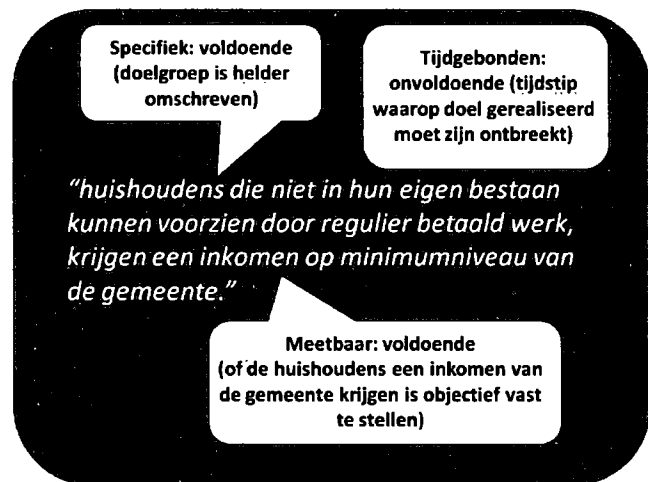 Specifiek: voldoende
(doelgroep is helder
omschreven)
Tijdgebonden:
onvoldoende (tijdstip
waarop doel gerealiseerd
moet zijn ontbreekt)
"huishoudens die niet in hun eigen bestaan
kunnen voorzien door regulier betaald werk,
krijgen een inkomen op minimumniveau van
de gemeente."
Meetbaar: voldoende
(of de huishoudens een inkomen van
de gemeente krijgen is objectief vast
te stellen)